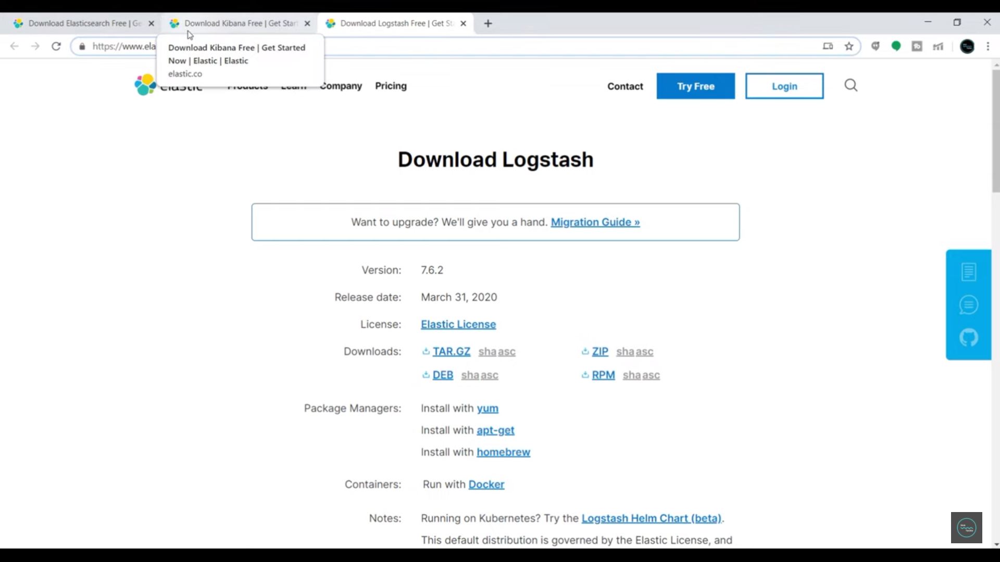 Download Elasticsearch Free | Ge
Download Kibana Free | Get Start
Download Logstash Free | Get St
https://www.ela
Download Kibana Free | Get Started
Now | Elastic | Elastic
elastic.co
elastic
Products
Learn
Company
Pricing
Contact
Try Free
Login
Download Logstash
Want to upgrade? We'll give you a hand. Migration Guide »
Version: 7.6.2
Release date: March 31, 2020
License: Elastic License
Downloads: TAR.GZ sha asc ZIP sha asc
DEB sha asc RPM sha asc
Package Managers: Install with yum
Install with apt-get
Install with homebrew
Containers: Run with Docker
Notes: Running on Kubernetes? Try the Logstash Helm Chart (beta).
This default distribution is governed by the Elastic License, and